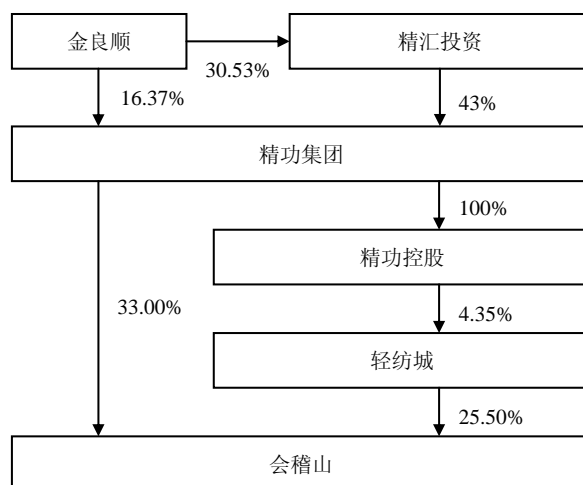 金良顺
精汇投资
30.53%
16.37%
43%
精功集团
100%
精功控股
33.00%
4.35%
轻纺城
25.50%
会稽山